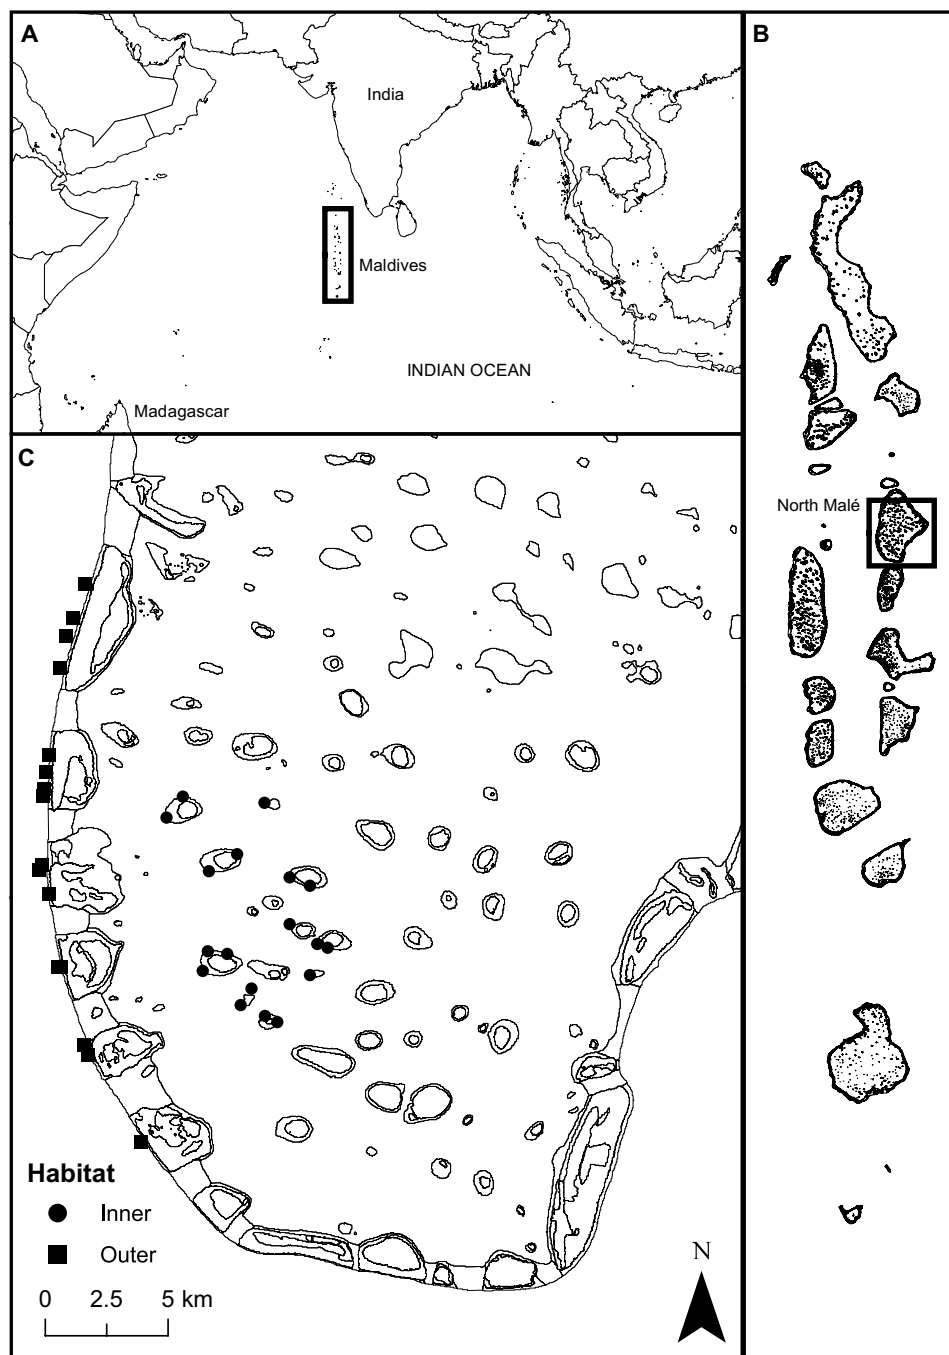 A
India
Maldives
INDIAN OCEAN
Madagascar
B
North Malé
C
Habitat
Inner
Outer
0 2.5 5 km
N